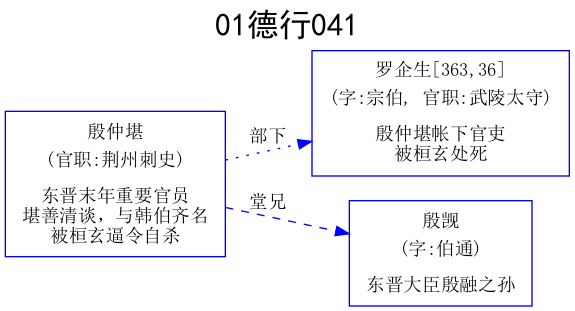 01德行041
殷仲堪
(官职:荆州刺史)
东晋末年重要官员
堪善清谈，与韩伯齐名
被桓玄逼令自杀
部下
堂兄
罗企生[363,36]
(字:宗伯, 官职:武陵太守)
殷仲堪帐下官吏
被桓玄处死
殷觊
(字:伯通)
东晋大臣殷融之孙